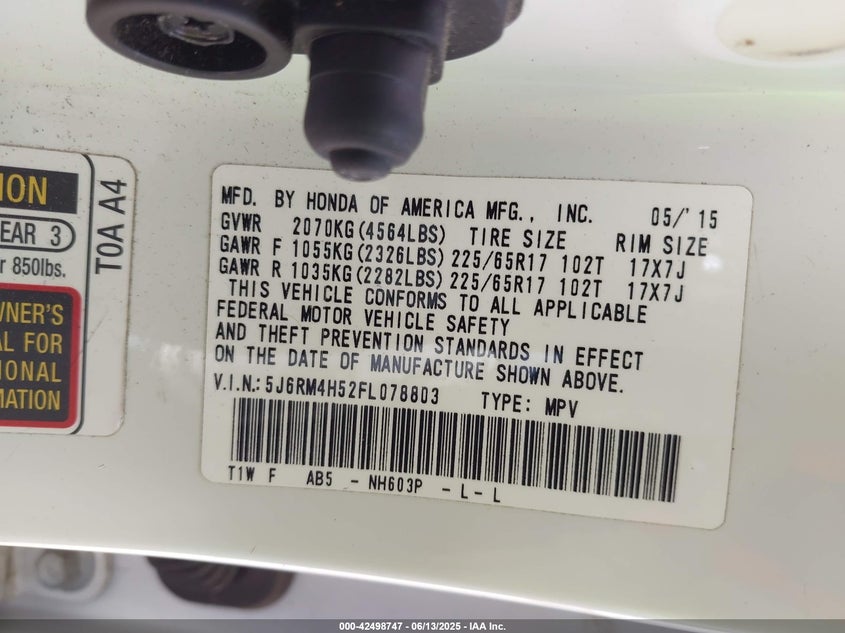 ION
EAR 3
r 850lbs.
WNER'S
AL FOR
IONAL
MATION
T0A A4
MFD. BY HONDA OF AMERICA MFG., INC. 05/'15
GVWR 2070KG(4564LBS) TIRE SIZE RIM SIZE
GAWR F 1055KG(2326LBS) 225/65R17 102T 17X7J
GAWR R 1035KG(2282LBS) 225/65R17 102T 17X7J
THIS VEHICLE CONFORMS TO ALL APPLICABLE
FEDERAL MOTOR VEHICLE SAFETY
AND THEFT PREVENTION STANDARDS IN EFFECT
ON THE DATE OF MANUFACTURE SHOWN ABOVE.
V.I.N.: 5J6RM4H52FL078803 TYPE: MPV
T1W F AB5 - NH603P - L - L
000-42498747 - 06/13/2025 - IAA Inc.